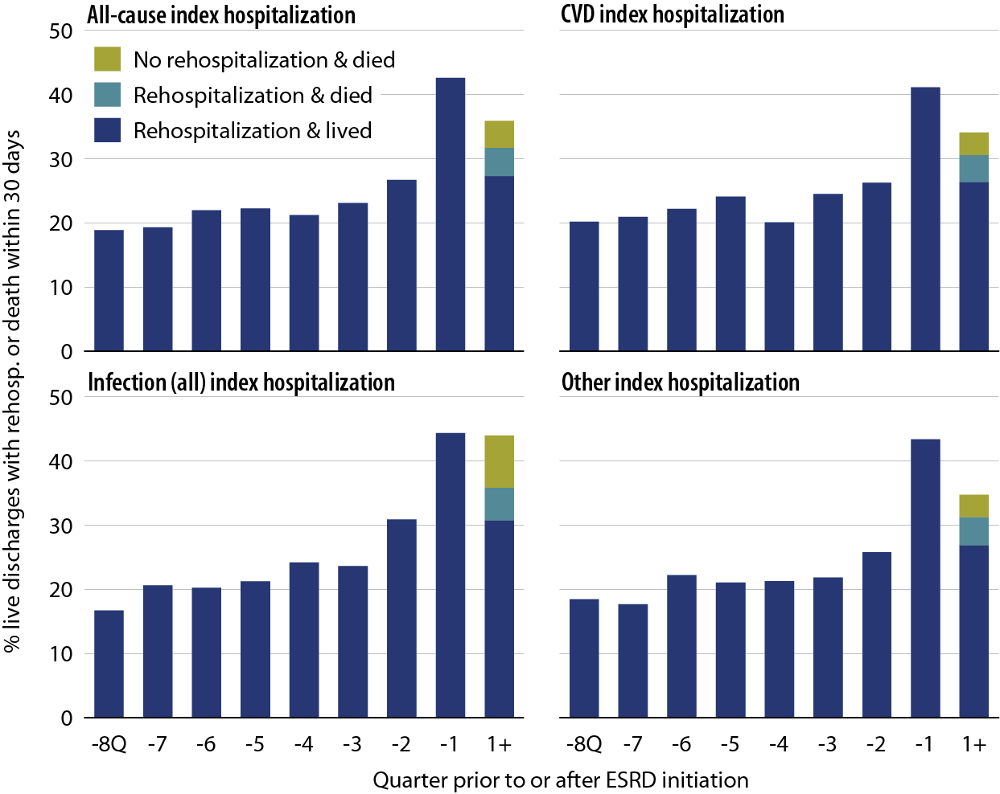 All-cause index hospitalization
CVD index hospitalization
50
No rehospitalization & died
Rehospitalization & died
Rehospitalization & lived
40
30
20
10
0
% live discharges with rehosp. or death within 30 days
Infection (all) index hospitalization
Other index hospitalization
50
40
30
20
10
0
-8Q -7 -6 -5 -4 -3 -2 -1 1+
-8Q -7 -6 -5 -4 -3 -2 -1 1+
Quarter prior to or after ESRD initiation